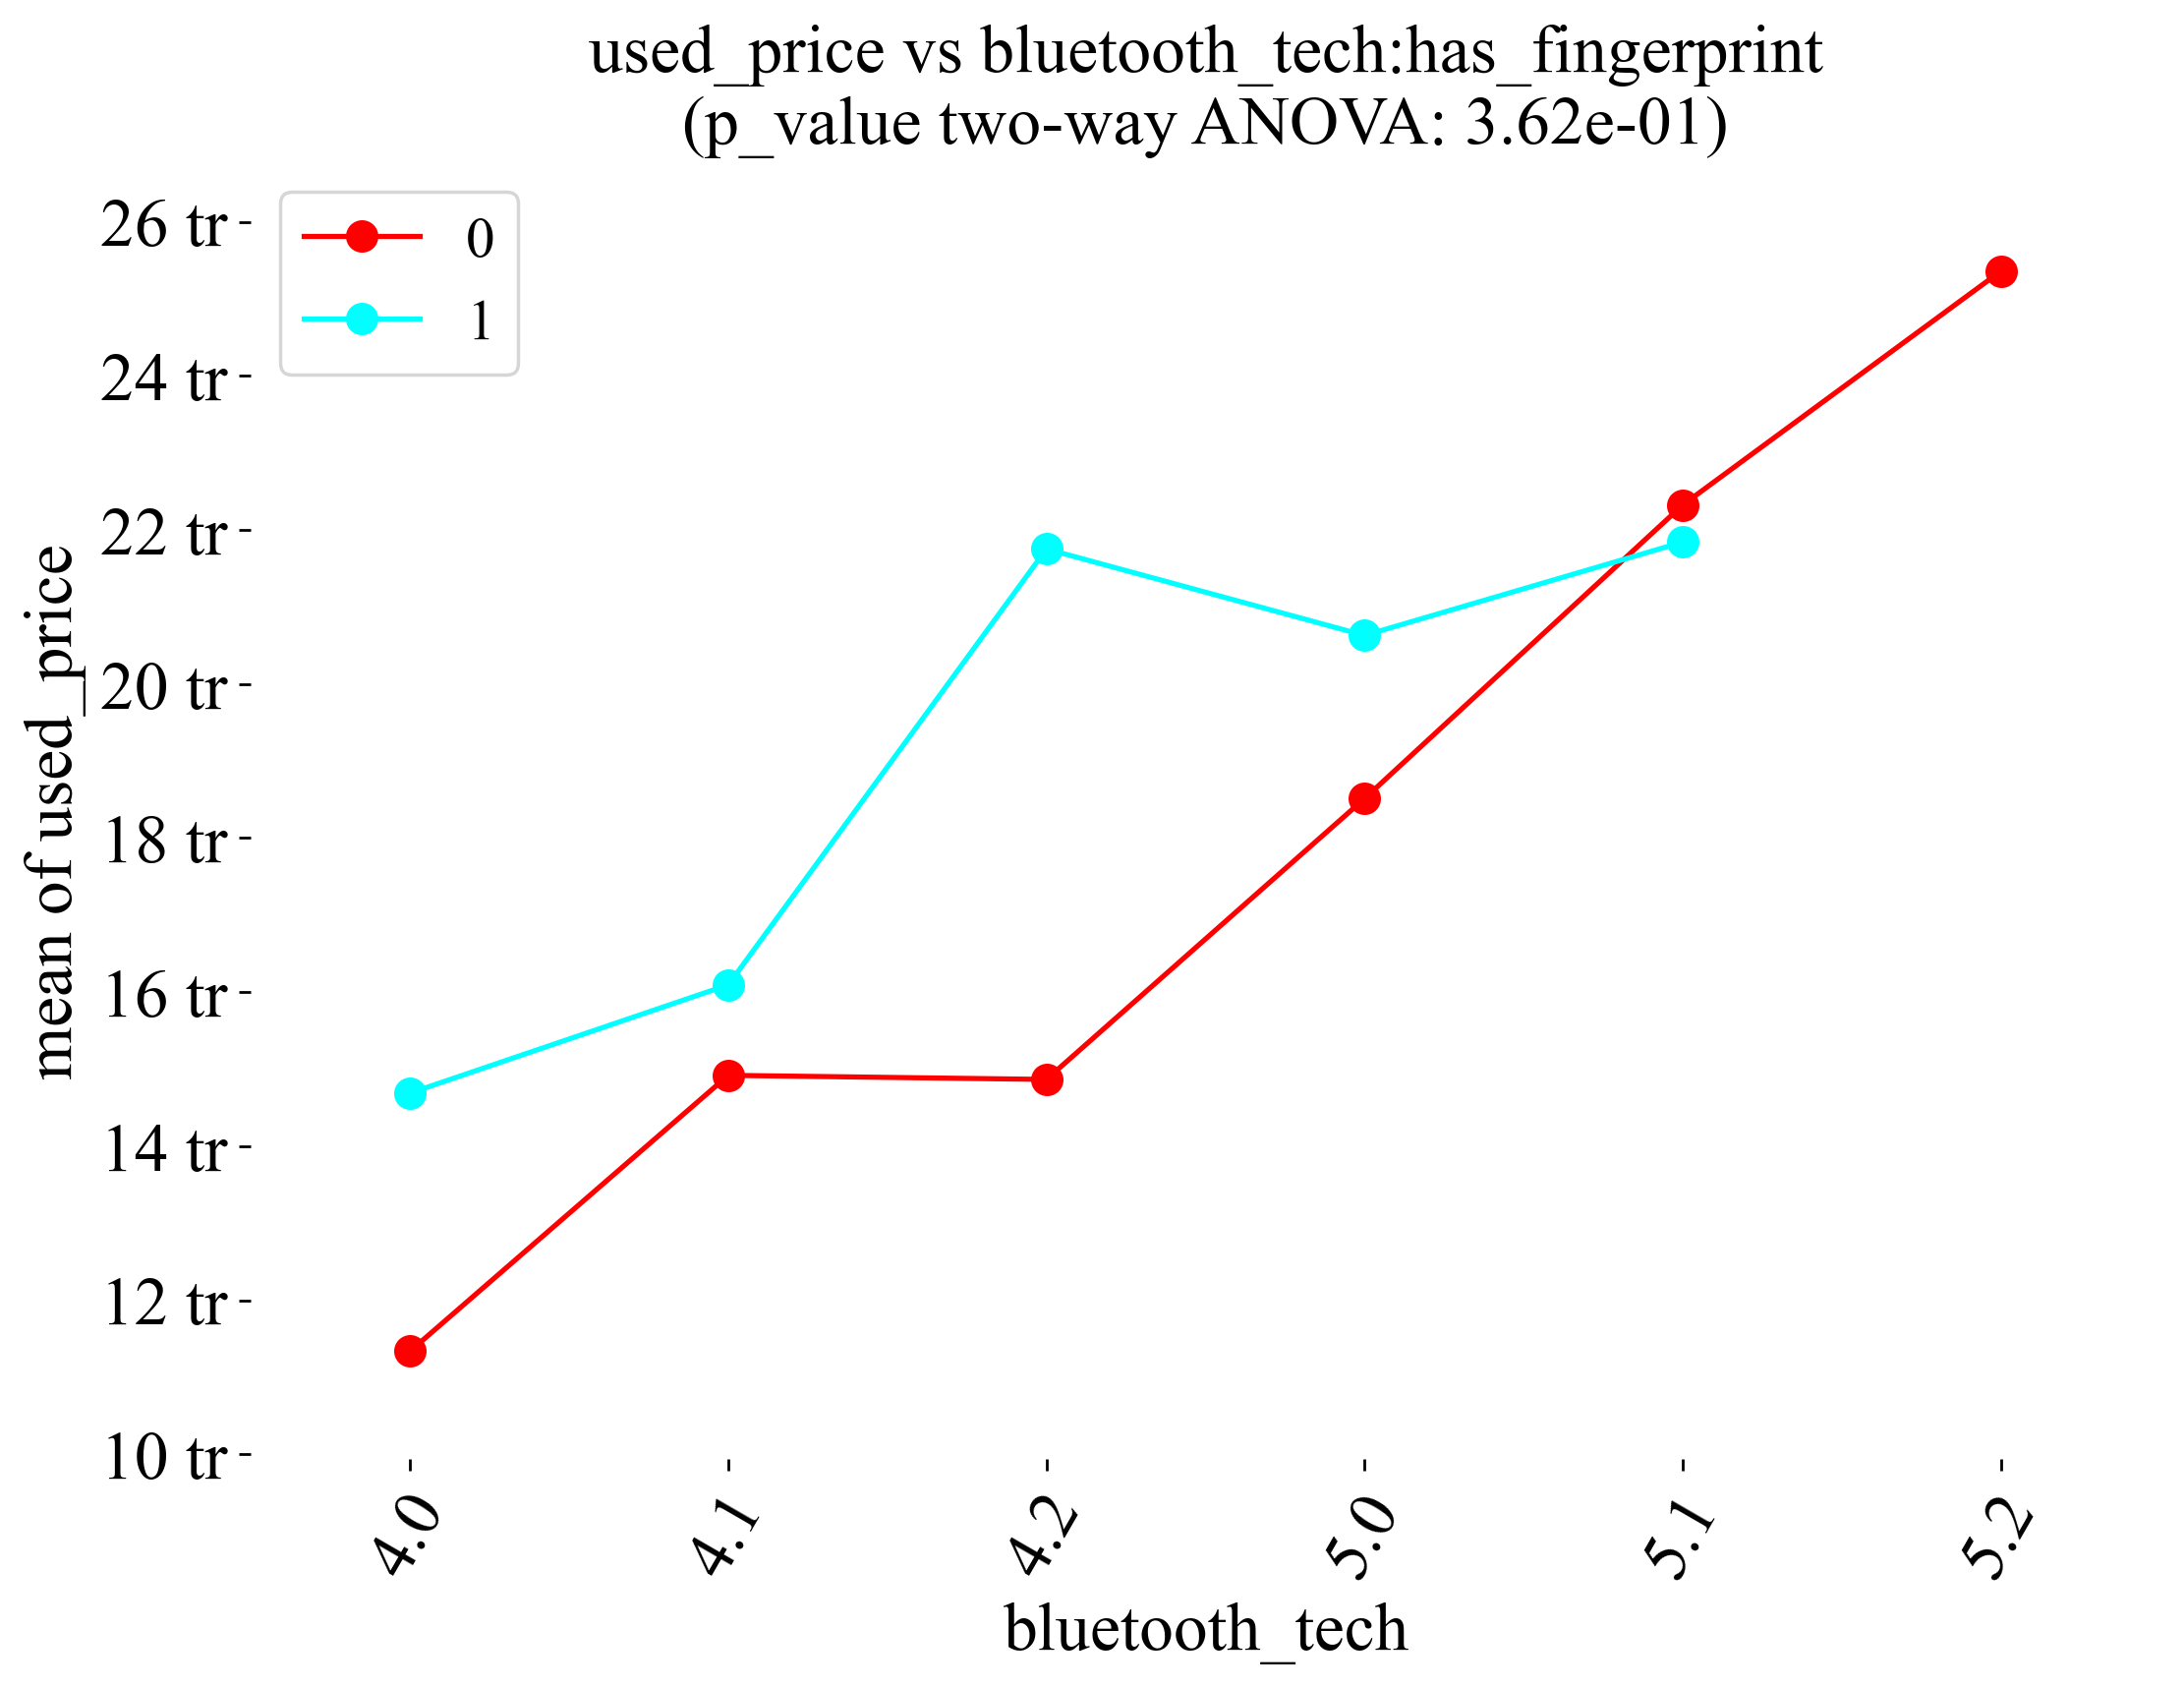 used_price vs bluetooth_tech:has_fingerprint
(p_value two-way ANOVA: 3.62e-01)
0
1
26 tr
24 tr
22 tr
20 tr
18 tr
16 tr
14 tr
12 tr
10 tr
mean of used_price
4.0
4.1
4.2
5.0
5.1
5.2
bluetooth_tech